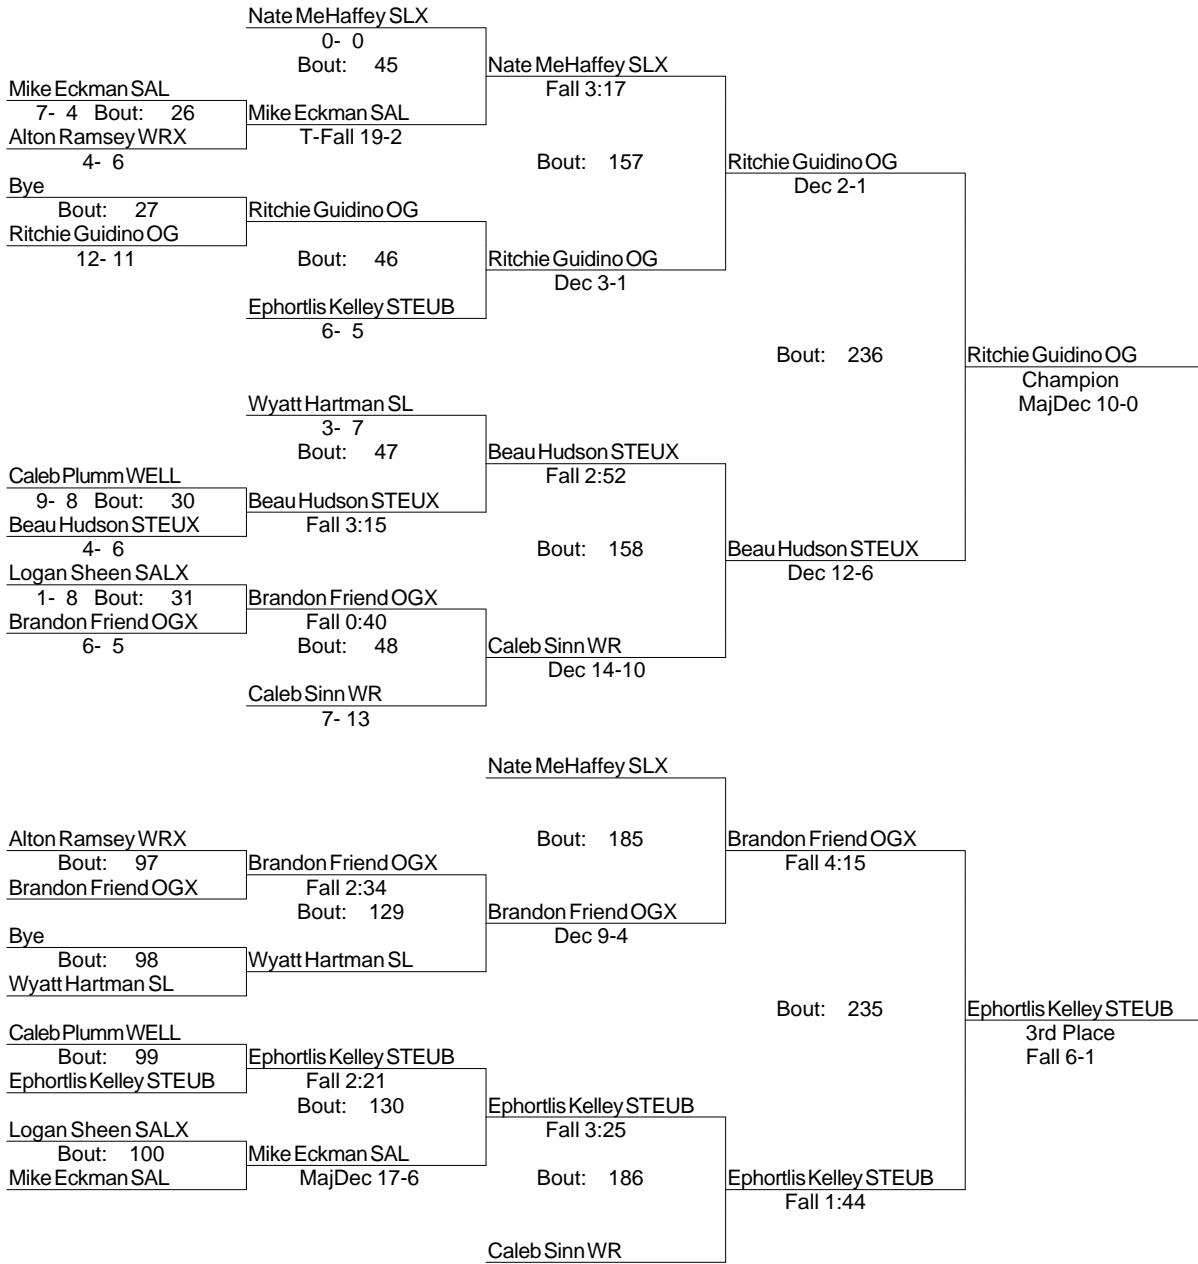 Nate MeHaffey SLX
0- 0
Bout: 45
Nate MeHaffey SLX
Fall 3:17
Mike Eckman SAL
7- 4 Bout: 26
Mike Eckman SAL
Alton Ramsey WRX
T-Fall 19-2
4- 6
Bout: 157
Ritchie Guidino OG
Dec 2-1
Bye
Bout: 27
Ritchie Guidino OG
Ritchie Guidino OG
12- 11
Bout: 46
Ritchie Guidino OG
Dec 3-1
Ephortlis Kelley STEUB
6- 5
Bout: 236
Ritchie Guidino OG
Champion
MajDec 10-0
Wyatt Hartman SL
3- 7
Bout: 47
Beau Hudson STEUX
Fall 2:52
Caleb Plumm WELL
9- 8 Bout: 30
Beau Hudson STEUX
Beau Hudson STEUX
Fall 3:15
4- 6
Bout: 158
Beau Hudson STEUX
Dec 12-6
Logan Sheen SALX
1- 8 Bout: 31
Brandon Friend OGX
Brandon Friend OGX
Fall 0:40
6- 5
Bout: 48
Caleb Sinn WR
Dec 14-10
Caleb Sinn WR
7- 13
Nate MeHaffey SLX
Bout: 185
Brandon Friend OGX
Fall 4:15
Alton Ramsey WRX
Bout: 97
Brandon Friend OGX
Brandon Friend OGX
Fall 2:34
Bout: 129
Brandon Friend OGX
Dec 9-4
Bye
Bout: 98
Wyatt Hartman SL
Wyatt Hartman SL
Bout: 235
Ephortlis Kelley STEUB
3rd Place
Fall 6-1
Caleb Plumm WELL
Bout: 99
Ephortlis Kelley STEUB
Ephortlis Kelley STEUB
Fall 2:21
Bout: 130
Ephortlis Kelley STEUB
Fall 3:25
Logan Sheen SALX
Bout: 100
Mike Eckman SAL
Mike Eckman SAL
MajDec 17-6
Bout: 186
Ephortlis Kelley STEUB
Fall 1:44
Caleb Sinn WR